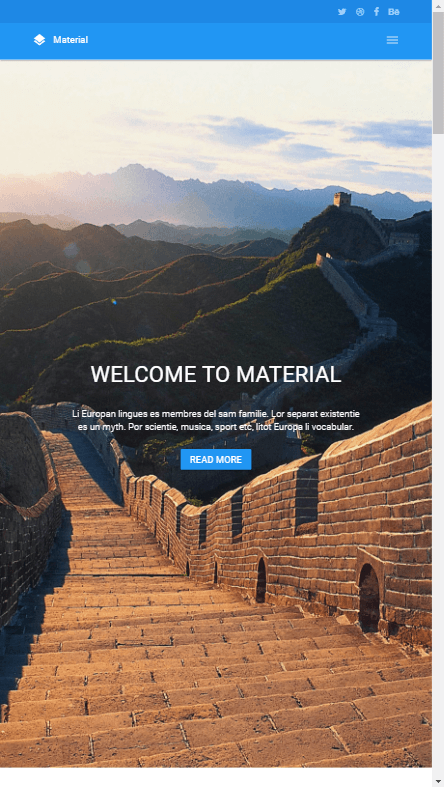 Material
WELCOME TO MATERIAL
Li Europan lingues es membres del sam familie. Lor separat existentie
es un myth. Por scientie, musica, sport etc, litot Europa li vocabular.
READ MORE